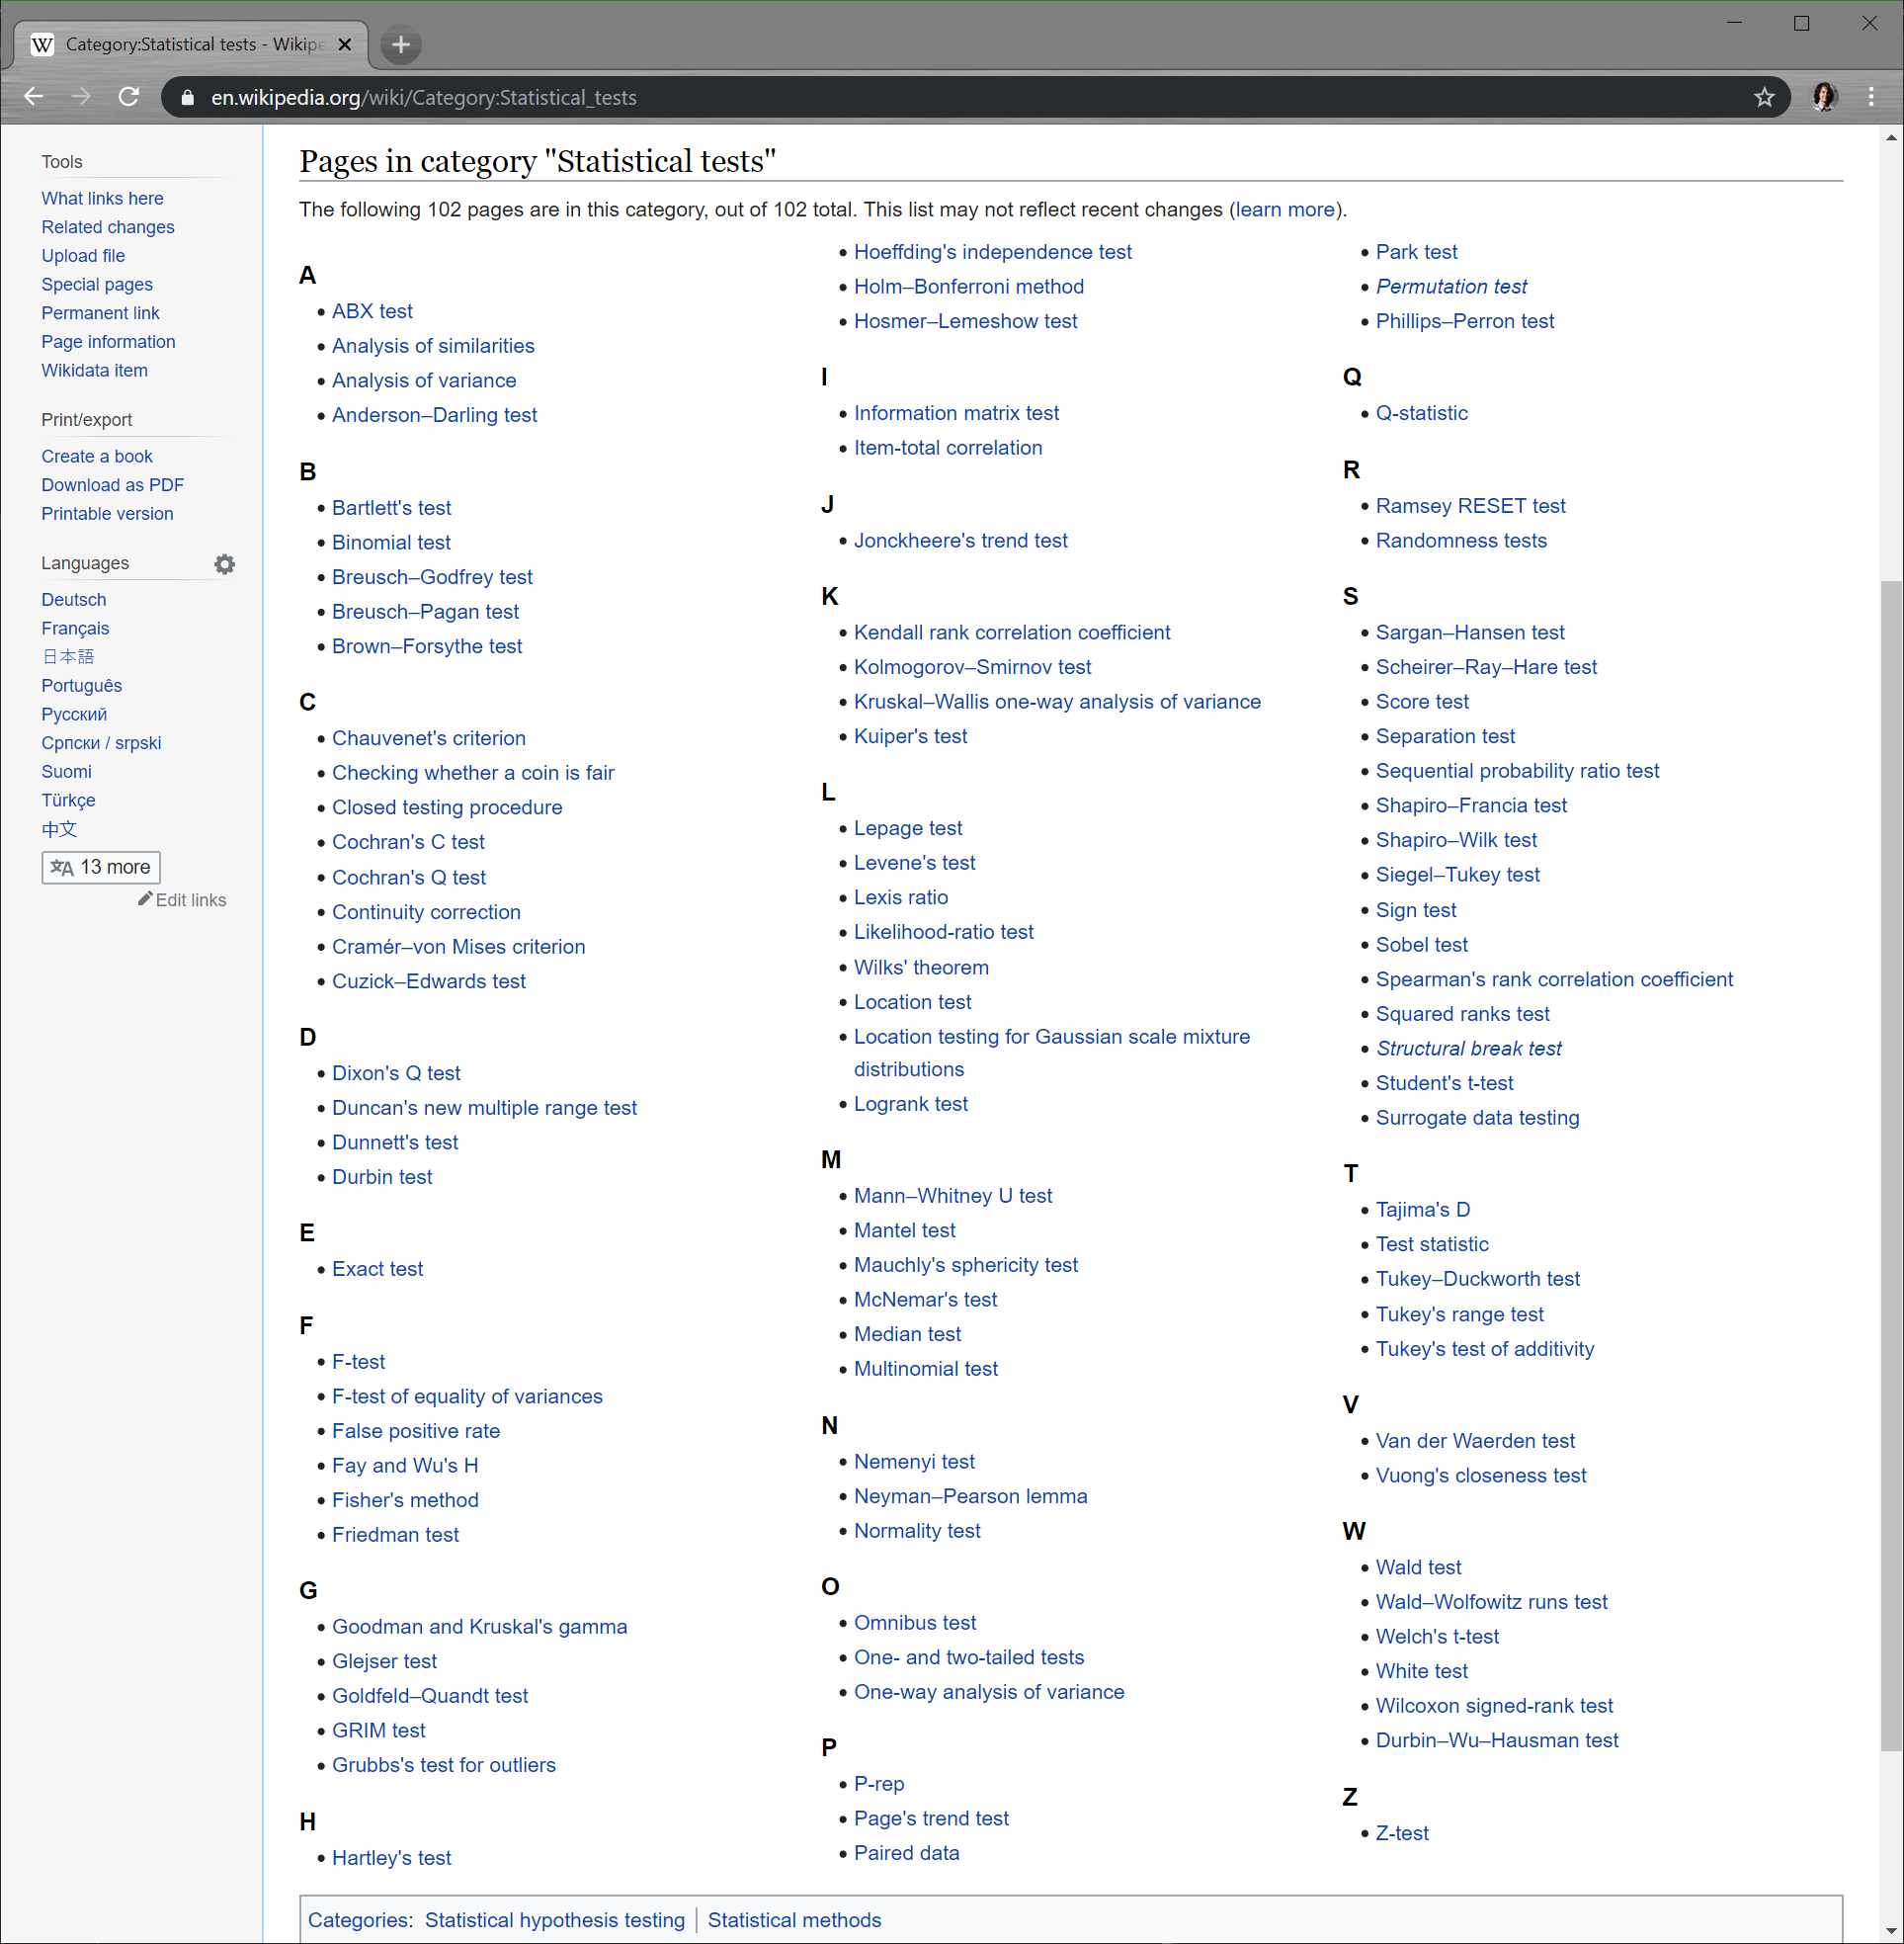 Category:Statistical tests - Wikipe
en.wikipedia.org/wiki/Category:Statistical_tests
Tools
What links here
Related changes
Upload file
Special pages
Permanent link
Page information
Wikidata item
Print/export
Create a book
Download as PDF
Printable version
Languages
Deutsch
Français
日本語
Português
Русский
Српски / srpski
Suomi
Türkçe
中文
13 more
Edit links
Pages in category "Statistical tests"
The following 102 pages are in this category, out of 102 total. This list may not reflect recent changes (learn more).
A
ABX test
Analysis of similarities
Analysis of variance
Anderson–Darling test
B
Bartlett's test
Binomial test
Breusch–Godfrey test
Breusch–Pagan test
Brown–Forsythe test
C
Chauvenet's criterion
Checking whether a coin is fair
Closed testing procedure
Cochran's C test
Cochran's Q test
Continuity correction
Cramér–von Mises criterion
Cuzick–Edwards test
D
Dixon's Q test
Duncan's new multiple range test
Dunnett's test
Durbin test
E
Exact test
F
F-test
F-test of equality of variances
False positive rate
Fay and Wu's H
Fisher's method
Friedman test
G
Goodman and Kruskal's gamma
Glejser test
Goldfeld–Quandt test
GRIM test
Grubbs's test for outliers
H
Hartley's test
Hoeffding's independence test
Holm–Bonferroni method
Hosmer–Lemeshow test
I
Information matrix test
Item-total correlation
J
Jonckheere's trend test
K
Kendall rank correlation coefficient
Kolmogorov–Smirnov test
Kruskal–Wallis one-way analysis of variance
Kuiper's test
L
Lepage test
Levene's test
Lexis ratio
Likelihood-ratio test
Wilks' theorem
Location test
Location testing for Gaussian scale mixture
distributions
Logrank test
M
Mann–Whitney U test
Mantel test
Mauchly's sphericity test
McNemar's test
Median test
Multinomial test
N
Nemenyi test
Neyman–Pearson lemma
Normality test
O
Omnibus test
One- and two-tailed tests
One-way analysis of variance
P
P-rep
Page's trend test
Paired data
Park test
Permutation test
Phillips–Perron test
Q
Q-statistic
R
Ramsey RESET test
Randomness tests
S
Sargan–Hansen test
Scheirer–Ray–Hare test
Score test
Separation test
Sequential probability ratio test
Shapiro–Francia test
Shapiro–Wilk test
Siegel–Tukey test
Sign test
Sobel test
Spearman's rank correlation coefficient
Squared ranks test
Structural break test
Student's t-test
Surrogate data testing
T
Tajima's D
Test statistic
Tukey–Duckworth test
Tukey's range test
Tukey's test of additivity
V
Van der Waerden test
Vuong's closeness test
W
Wald test
Wald–Wolfowitz runs test
Welch's t-test
White test
Wilcoxon signed-rank test
Durbin–Wu–Hausman test
Z
Z-test
Categories: Statistical hypothesis testing | Statistical methods